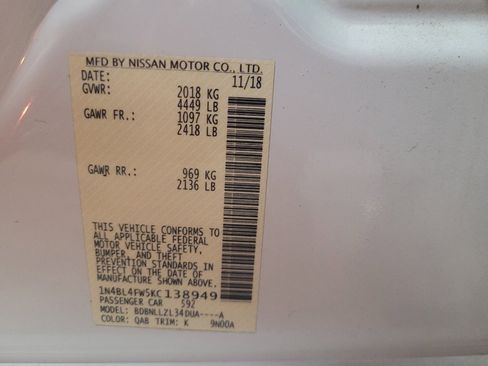 MFD BY NISSAN MOTOR CO., LTD.
DATE: 11/18
GVWR: 2018 KG
4449 LB
GAWR FR.: 1097 KG
2418 LB
GAWR RR.: 969 KG
2136 LB
THIS VEHICLE CONFORMS TO
ALL APPLICABLE FEDERAL
MOTOR VEHICLE SAFETY,
BUMPER, AND THEFT
PREVENTION STANDARDS IN
EFFECT ON THE DATE OF
MANUFACTURE SHOWN ABOVE.
1N4BL4FW5KC138949
PASSENGER CAR 592
MODEL: BDBNLLZL34DUA----A
COLOR: QAB TRIM: K 9N00A